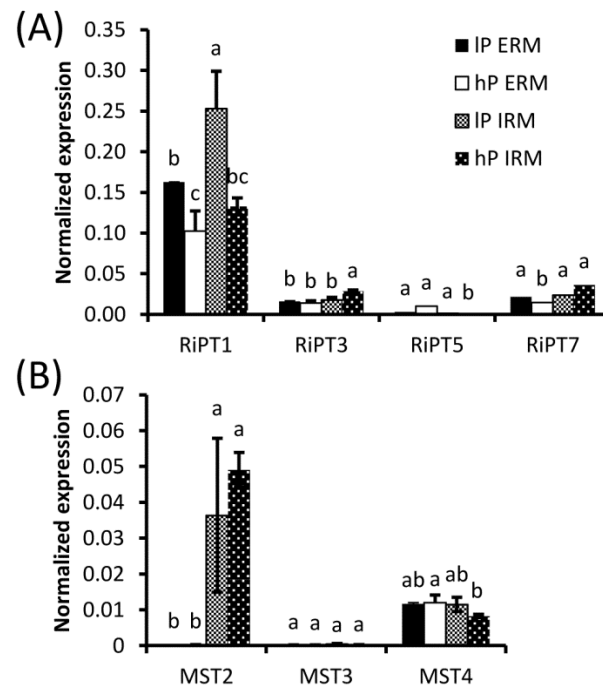 (A)
Normalized expression
0.35
0.30
0.25
0.20
0.15
0.10
0.05
0.00
b c a bc
b b b a
a a a b
a b a a
RiPT1 RiPT3 RiPT5 RiPT7
lP ERM
hP ERM
lP IRM
hP IRM
(B)
Normalized expression
0.07
0.06
0.05
0.04
0.03
0.02
0.01
0
b b a a
a a a a
ab a ab b
MST2 MST3 MST4